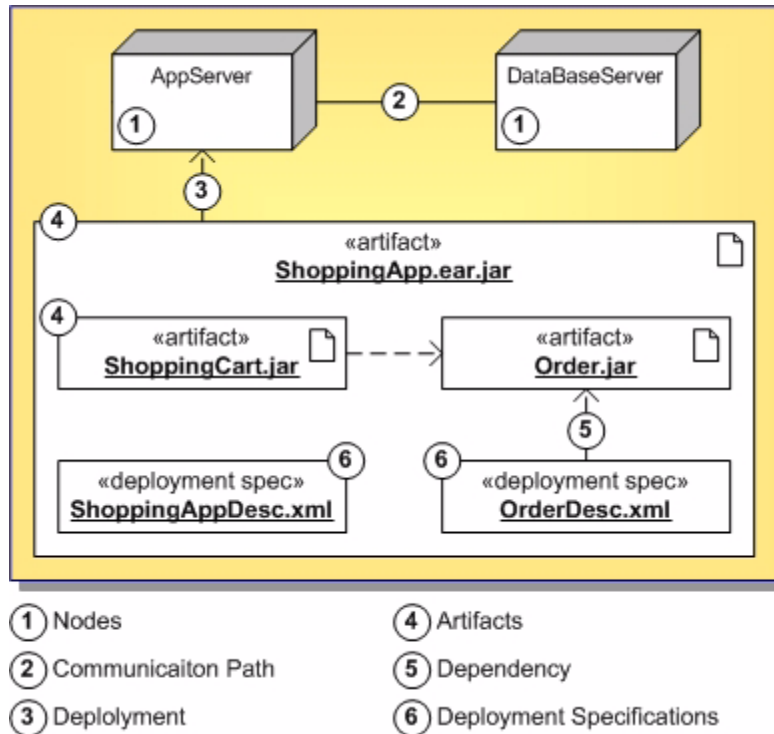 AppServer
DataBaseServer
1
2
1
3
4
«artifact»
ShoppingApp.ear.jar
4
«artifact»
ShoppingCart.jar
«artifact»
Order.jar
5
6
6
«deployment spec»
ShoppingAppDesc.xml
«deployment spec»
OrderDesc.xml
1 Nodes
4 Artifacts
2 Communicaiton Path
5 Dependency
3 Deplolyment
6 Deployment Specifications